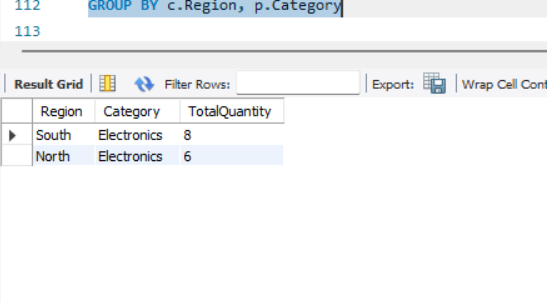 112 GROUP BY c.Region, p.Category
113
Result Grid Filter Rows: Export: Wrap Cell Cont
Region Category TotalQuantity
South Electronics 8
North Electronics 6